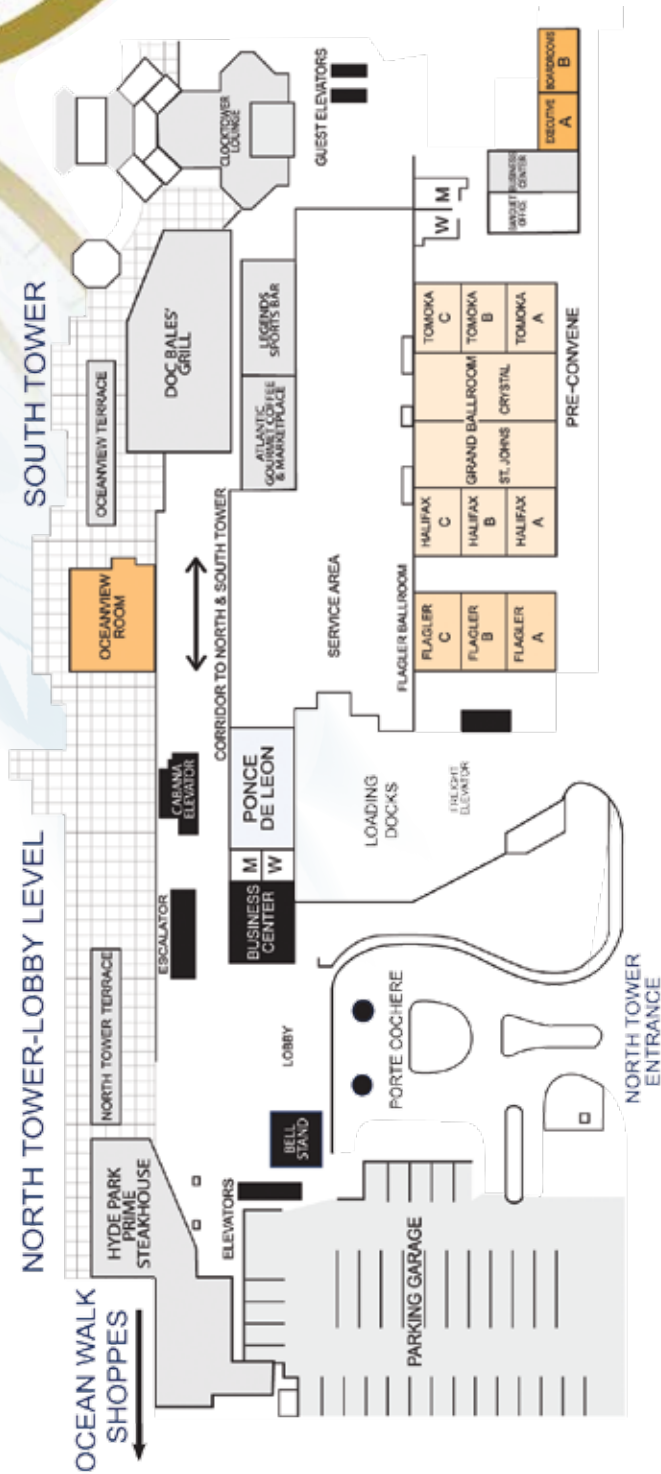 NORTH TOWER-LOBBY LEVEL
SOUTH TOWER
OCEAN WALK
SHOPPES
HYDE PARK
PRIME
STEAKHOUSE
NORTH TOWER TERRACE
OCEANVIEW
ROOM
OCEANVIEW TERRACE
ESCALATOR
CABANA
ELEVATOR
DOC BALES'
GRILL
CLOCKTOWER
LOUNGE
ELEVATORS
BELL
STAND
LOBBY
BUSINESS
CENTER
M
W
PONCE
DE LEON
CORRIDOR TO NORTH & SOUTH TOWER
ATLANTIC
GOURMET COFFEE
& MARKETPLACE
LEGENDS
SPORTS BAR
GUEST ELEVATORS
SERVICE AREA
LOADING
DOCKS
FREIGHT
ELEVATOR
PORTE COCHERE
PARKING GARAGE
NORTH TOWER
ENTRANCE
FLAGLER BALLROOM
FLAGLER
C
FLAGLER
B
FLAGLER
A
HALIFAX
C
HALIFAX
B
HALIFAX
A
GRAND BALLROOM
ST. JOHNS
CRYSTAL
TOMOKA
C
TOMOKA
B
TOMOKA
A
PRE-CONVENE
W
M
BANQUET
OFFICE
BUSINESS
CENTER
EXECUTIVE
A
BOARDROOMS
B